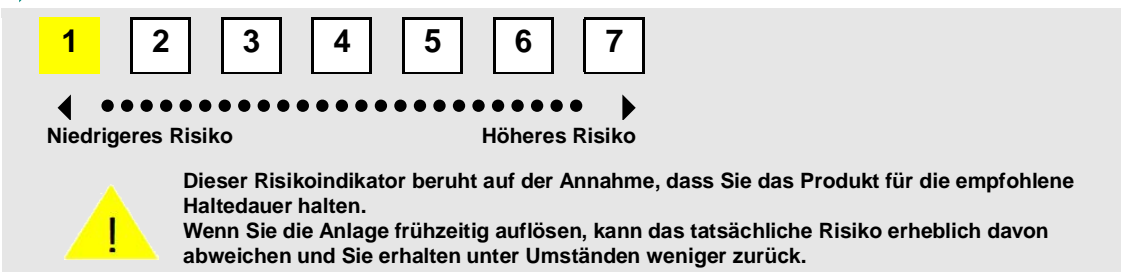 1 2 3 4 5 6 7
Niedrigeres Risiko Höheres Risiko
Dieser Risikoindikator beruht auf der Annahme, dass Sie das Produkt für die empfohlene
Haltedauer halten.
! Wenn Sie die Anlage frühzeitig auflösen, kann das tatsächliche Risiko erheblich davon
abweichen und Sie erhalten unter Umständen weniger zurück.